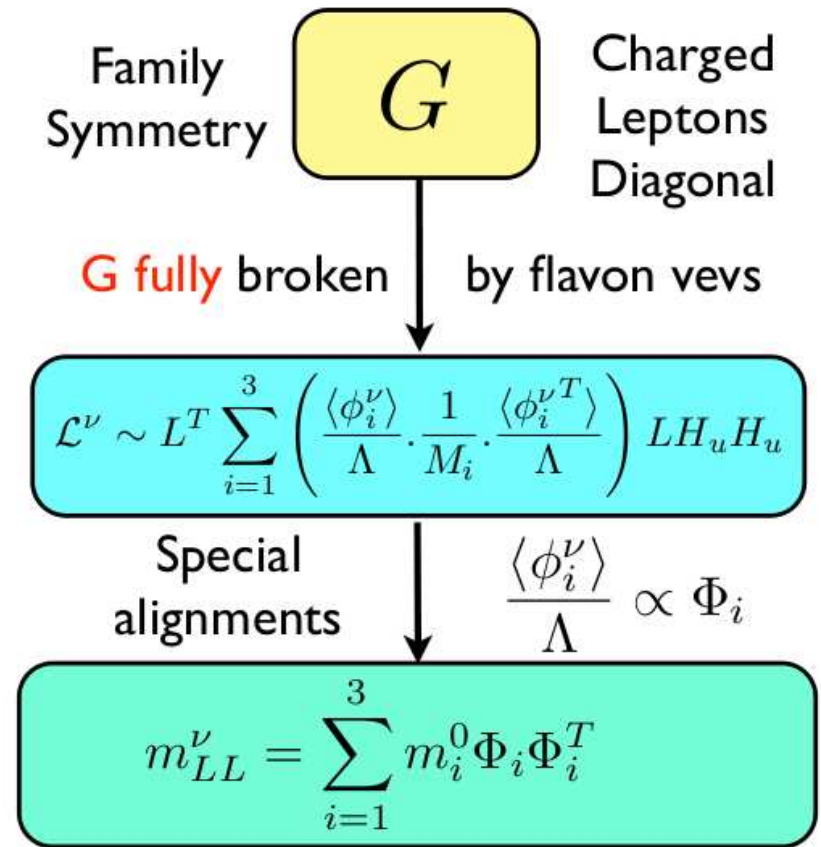 Family
Symmetry
G
Charged
Leptons
Diagonal
G fully broken by flavon vevs
$\mathcal{L}^{\nu} \sim L^T \sum_{i=1}^{3} \left( \frac{\langle \phi_i^{\nu} \rangle}{\Lambda} . \frac{1}{M_i} . \frac{\langle {\phi_i^{\nu}}^T \rangle}{\Lambda} \right) L H_u H_u$
Special
alignments
$\frac{\langle \phi_i^{\nu} \rangle}{\Lambda} \propto \Phi_i$
$m_{LL}^{\nu} = \sum_{i=1}^{3} m_i^0 \Phi_i \Phi_i^T$